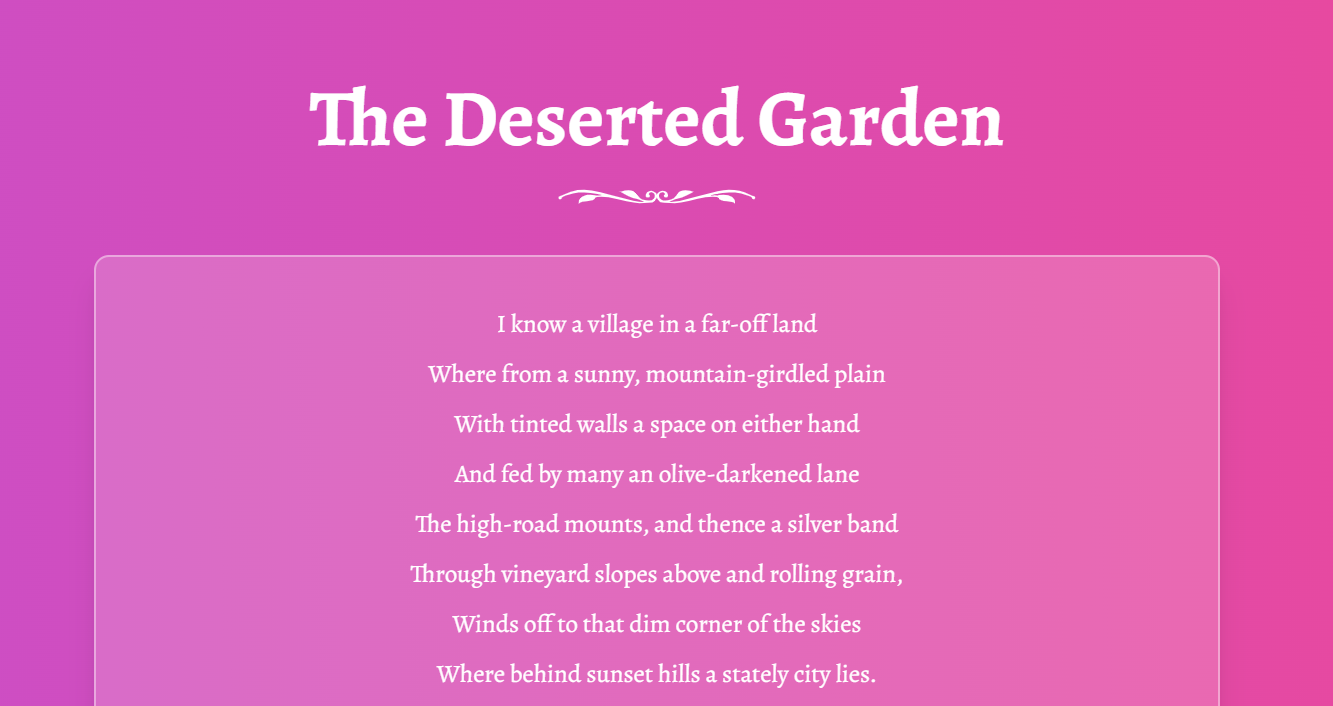 The Deserted Garden
I know a village in a far-off land
Where from a sunny, mountain-girdled plain
With tinted walls a space on either hand
And fed by many an olive-darkened lane
The high-road mounts, and thence a silver band
Through vineyard slopes above and rolling grain,
Winds off to that dim corner of the skies
Where behind sunset hills a stately city lies.